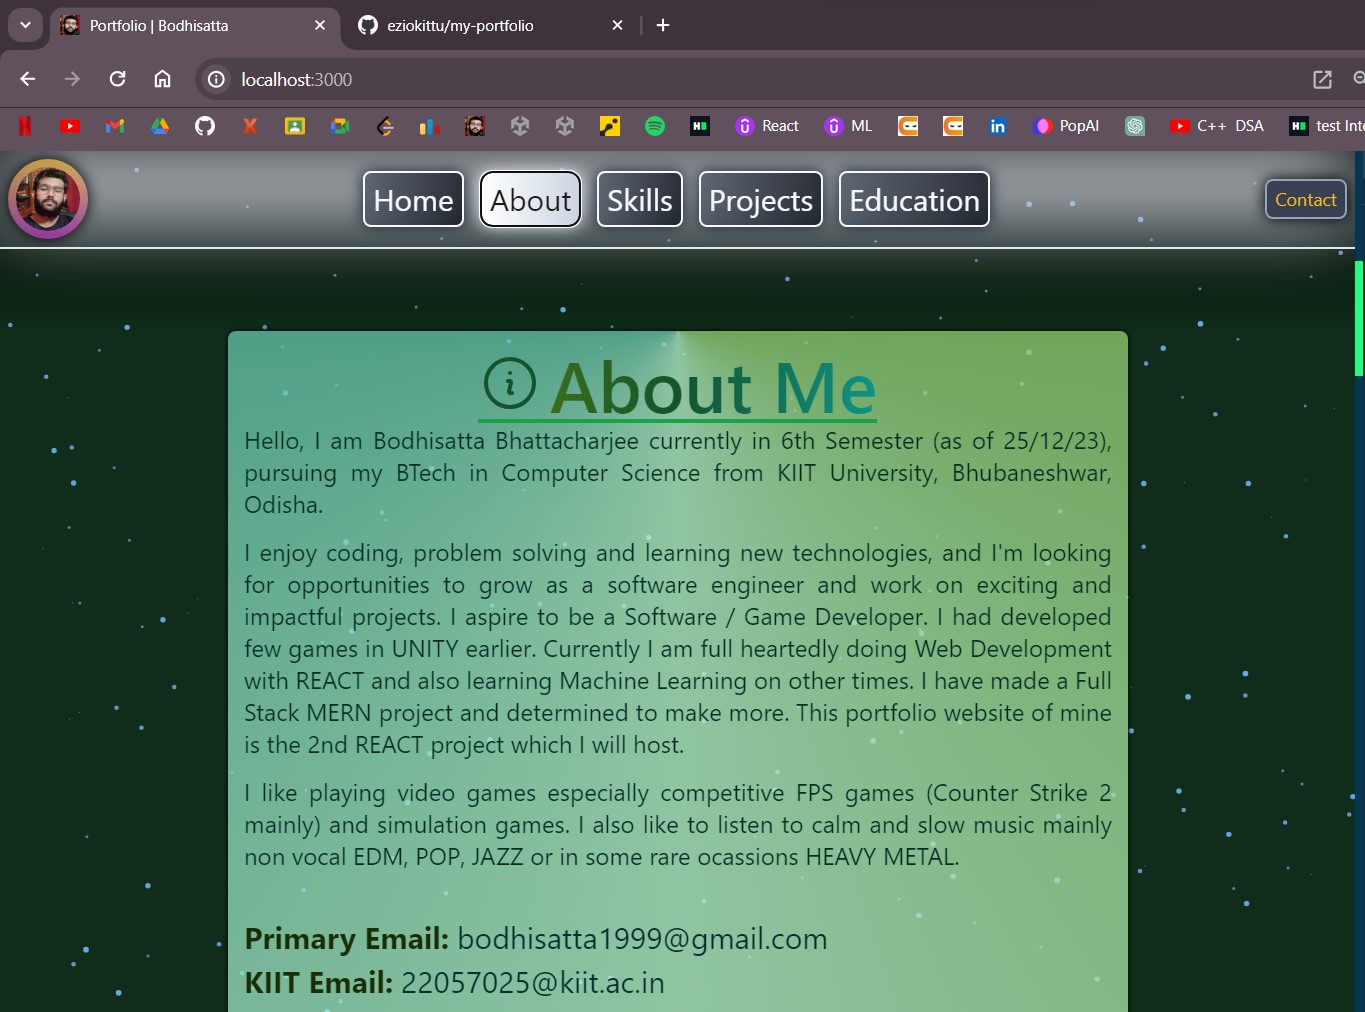 Portfolio | Bodhisatta
eziokittu/my-portfolio
localhost:3000
React
ML
PopAI
C++ DSA
test Inte
Home
About
Skills
Projects
Education
Contact
About Me
Hello, I am Bodhisatta Bhattacharjee currently in 6th Semester (as of 25/12/23),
pursuing my BTech in Computer Science from KIIT University, Bhubaneshwar,
Odisha.
I enjoy coding, problem solving and learning new technologies, and I'm looking
for opportunities to grow as a software engineer and work on exciting and
impactful projects. I aspire to be a Software / Game Developer. I had developed
few games in UNITY earlier. Currently I am full heartedly doing Web Development
with REACT and also learning Machine Learning on other times. I have made a Full
Stack MERN project and determined to make more. This portfolio website of mine
is the 2nd REACT project which I will host.
I like playing video games especially competitive FPS games (Counter Strike 2
mainly) and simulation games. I also like to listen to calm and slow music mainly
non vocal EDM, POP, JAZZ or in some rare ocassions HEAVY METAL.
Primary Email: bodhisatta1999@gmail.com
KIIT Email: 22057025@kiit.ac.in